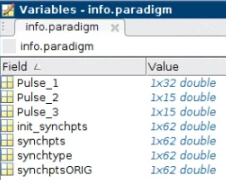 Variables - info.paradigm
info.paradigm
info.paradigm
Field Value
Pulse_1 1x32 double
Pulse_2 1x15 double
Pulse_3 1x15 double
init_synchpts 1x62 double
synchpts 1x62 double
synchtype 1x62 double
synchptsORIG 1x62 double